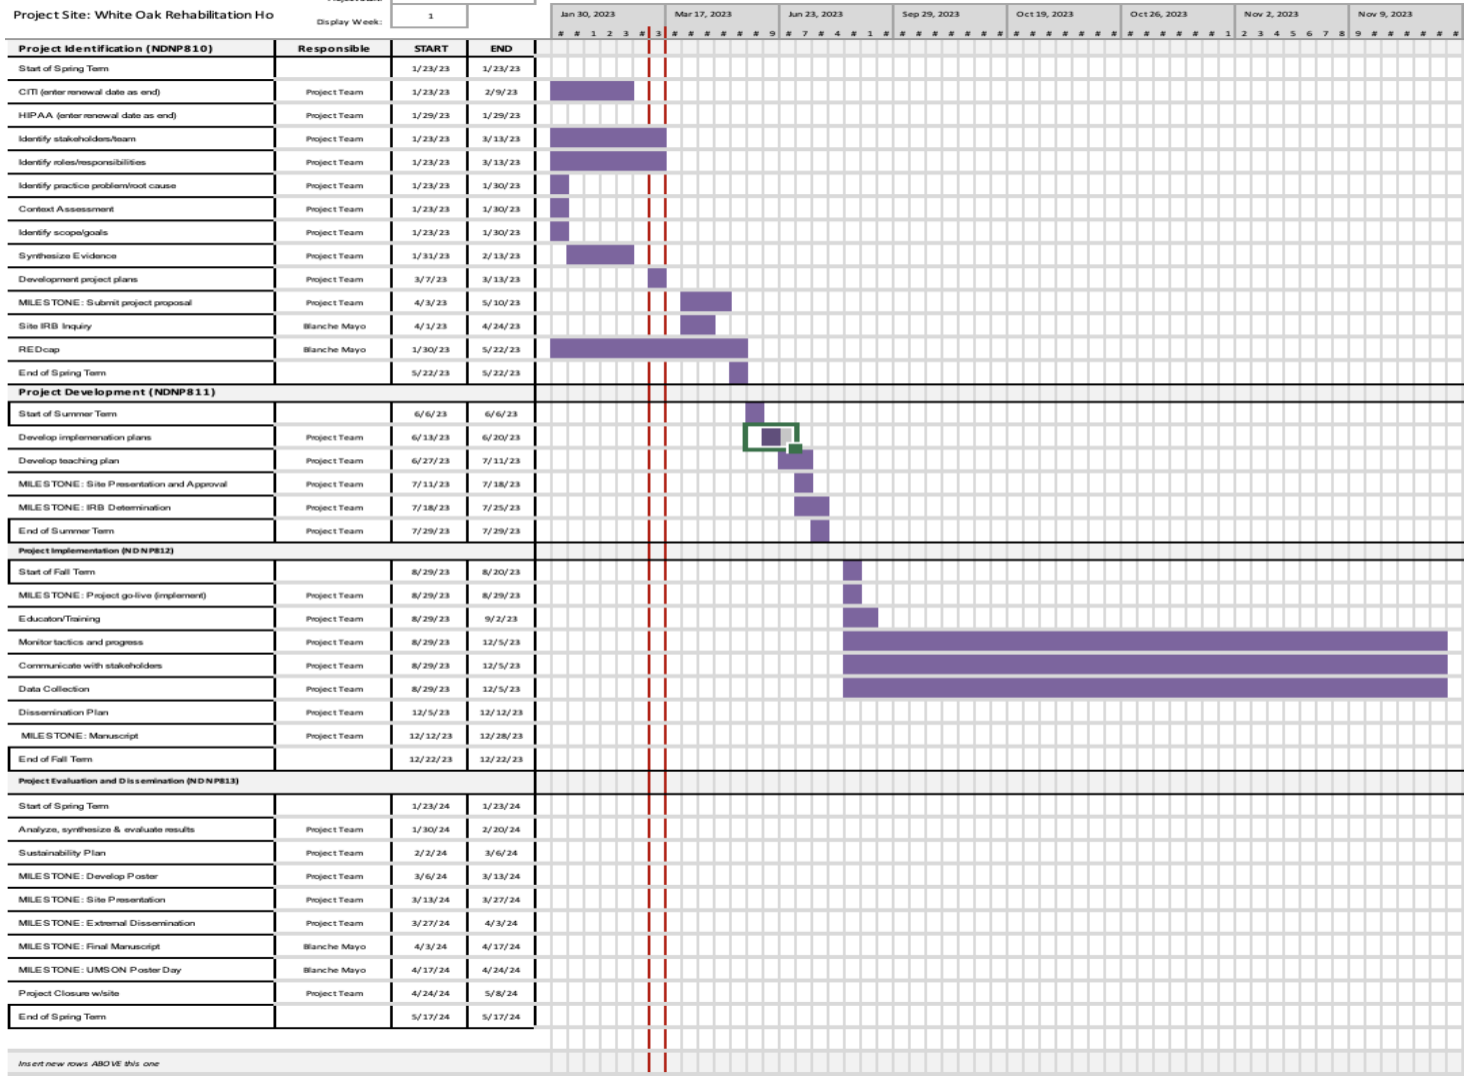 Project Site: White Oak Rehabilitation Ho
Display Week: 1
Jan 30, 2023 Mar 17, 2023 Jun 23, 2023 Sep 29, 2023 Oct 19, 2023 Oct 26, 2023 Nov 2, 2023 Nov 9, 2023
# # 1 2 3 # 3 # # # # # # 9 # 7 # 4 # 1 # # # # # # # # # # # # # # # # # # # # # 1 2 3 4 5 6 7 8 9 # # # # # #
Project Identification (NDNP810) Responsible START END
Start of Spring Term 1/23/23 1/23/23
CITI (enter renewal date as end) Project Team 1/23/23 2/9/23
HIPAA (enter renewal date as end) Project Team 1/29/23 1/29/23
Identify stakeholders/team Project Team 1/23/23 3/13/23
Identify roles/responsibilities Project Team 1/23/23 3/13/23
Identify practice problem/root cause Project Team 1/23/23 1/30/23
Context Assessment Project Team 1/23/23 1/30/23
Identify scope/goals Project Team 1/23/23 1/30/23
Synthesize Evidence Project Team 1/31/23 2/13/23
Development project plans Project Team 3/7/23 3/13/23
MILESTONE: Submit project proposal Project Team 4/3/23 5/10/23
Site IRB Inquiry Blanche Mayo 4/1/23 4/24/23
REDcap Blanche Mayo 1/30/23 5/22/23
End of Spring Term 5/22/23 5/22/23
Project Development (NDNP811)
Start of Summer Term 6/6/23 6/6/23
Develop implemenation plans Project Team 6/13/23 6/20/23
Develop teaching plan Project Team 6/27/23 7/11/23
MILESTONE: Site Presentation and Approval Project Team 7/11/23 7/18/23
MILESTONE: IRB Determination Project Team 7/18/23 7/25/23
End of Summer Term Project Team 7/29/23 7/29/23
Project Implementation (NDNP812)
Start of Fall Term 8/29/23 8/20/23
MILESTONE: Project go-live (implement) Project Team 8/29/23 8/29/23
Educaton/Training Project Team 8/29/23 9/2/23
Monitor tactics and progress Project Team 8/29/23 12/5/23
Communicate with stakeholders Project Team 8/29/23 12/5/23
Data Collection Project Team 8/29/23 12/5/23
Dissemination Plan Project Team 12/5/23 12/12/23
MILESTONE: Manuscript Project Team 12/12/23 12/28/23
End of Fall Term 12/22/23 12/22/23
Project Evaluation and Dissemination (NDNP813)
Start of Spring Term 1/23/24 1/23/24
Analyze, synthesize & evaluate results Project Team 1/30/24 2/20/24
Sustainability Plan Project Team 2/2/24 3/6/24
MILESTONE: Develop Poster Project Team 3/6/24 3/13/24
MILESTONE: Site Presentation Project Team 3/13/24 3/27/24
MILESTONE: Extrernal Dissemination Project Team 3/27/24 4/3/24
MILESTONE: Final Manuscript Blanche Mayo 4/3/24 4/17/24
MILESTONE: UMSON Poster Day Blanche Mayo 4/17/24 4/24/24
Project Closure w/site Project Team 4/24/24 5/8/24
End of Spring Term 5/17/24 5/17/24
Insert new rows ABOVE this one